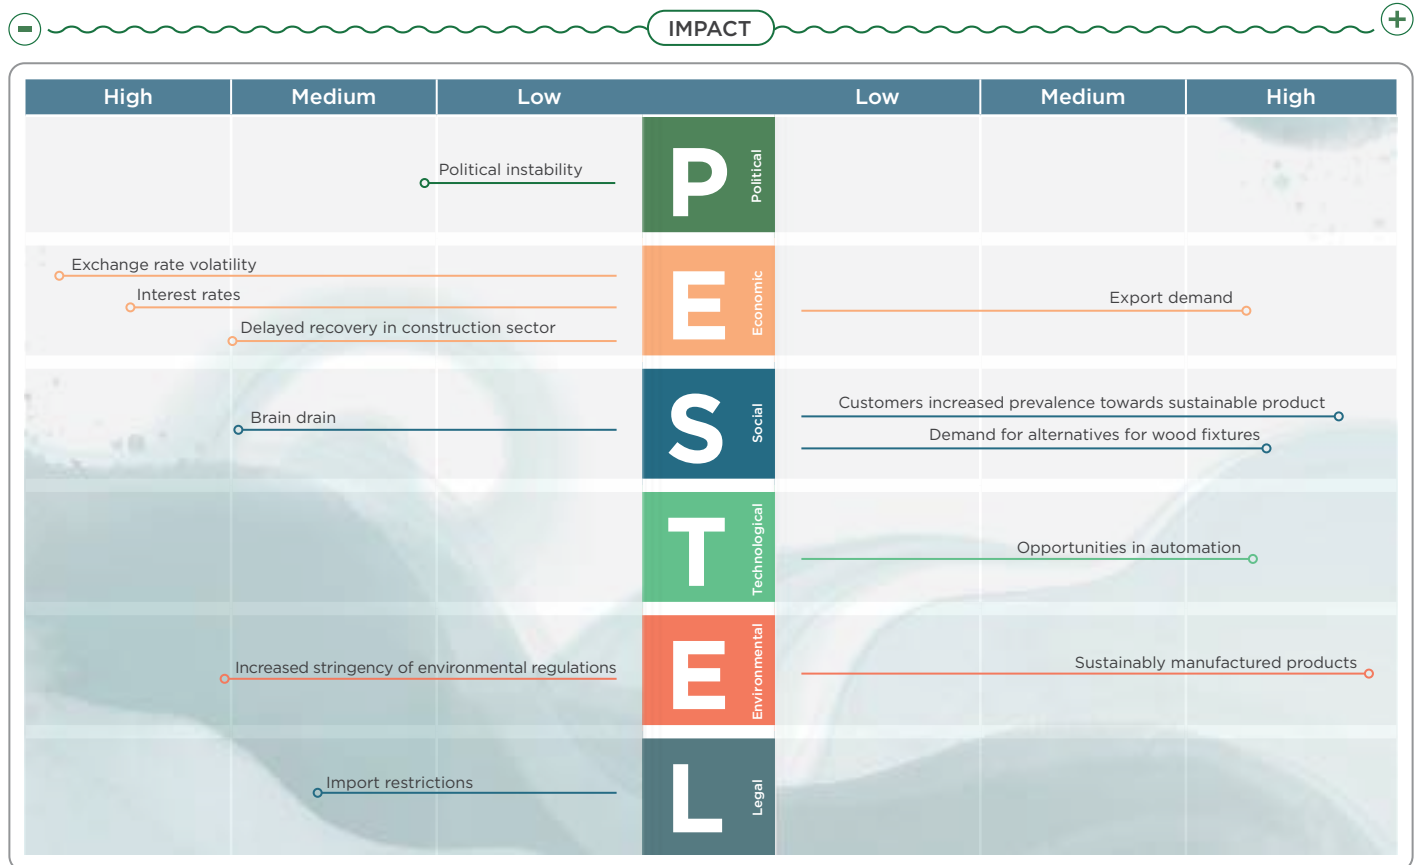 IMPACT
High Medium Low Low Medium High
Political instability
P
Political
Exchange rate volatility
Interest rates
Delayed recovery in construction sector
E
Economic
Export demand
Brain drain
S
Social
Customers increased prevalence towards sustainable product
Demand for alternatives for wood fixtures
T
Technological
Opportunities in automation
Increased stringency of environmental regulations
E
Environmental
Sustainably manufactured products
Import restrictions
L
Legal